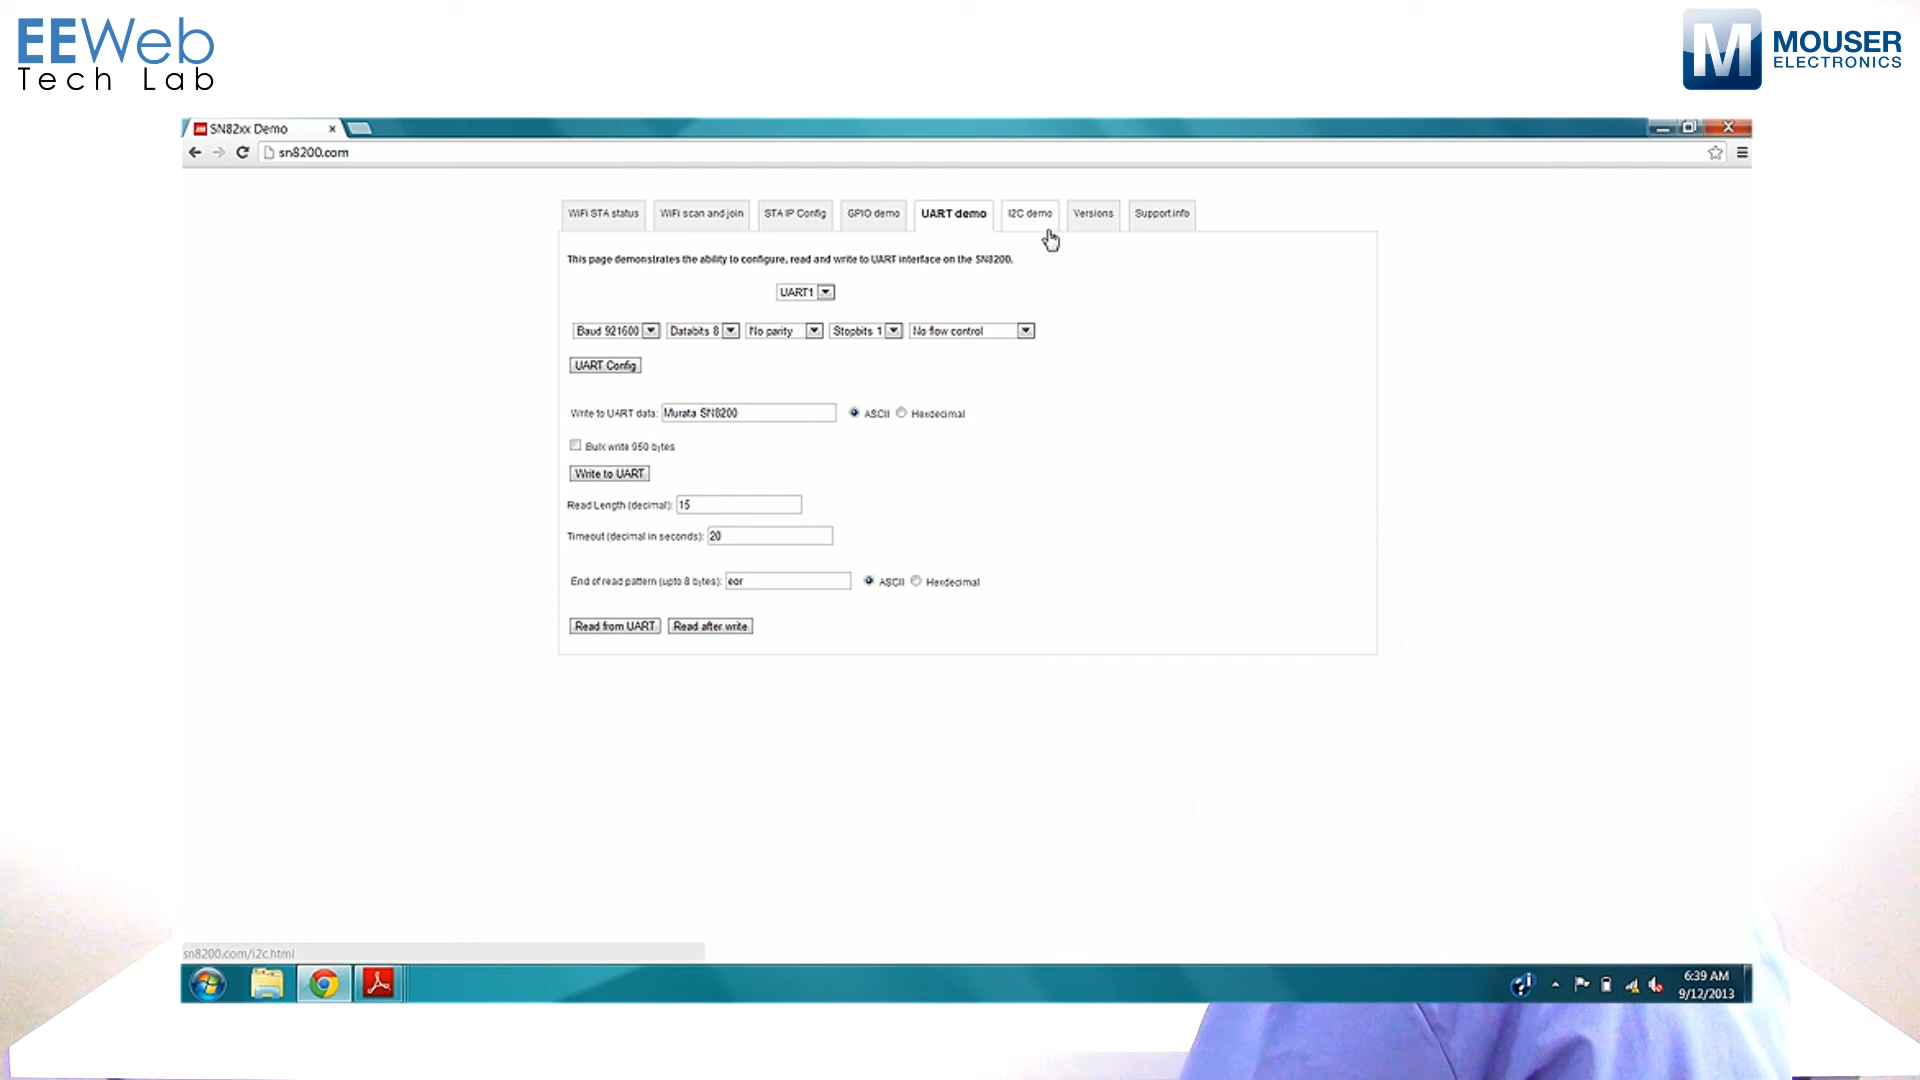 EEWeb
Tech Lab
M MOUSER
ELECTRONICS
SN82xx Demo
sn8200.com
WiFi STA status WiFi scan and join STA IP Config GPIO demo UART demo I2C demo Versions Support info
This page demonstrates the ability to configure, read and write to UART interface on the SN8200.
UART1
Baud 921600 Databits 8 No parity Stopbits 1 No flow control
UART Config
Write to UART data: Murata SN8200 ASCII Hexdecimal
Bulk write 950 bytes
Write to UART
Read Length (decimal): 15
Timeout (decimal in seconds): 20
End of read pattern (upto 8 bytes): eor ASCII Hexdecimal
Read from UART Read after write
sn8200.com/i2c.html
6:39 AM
9/12/2013